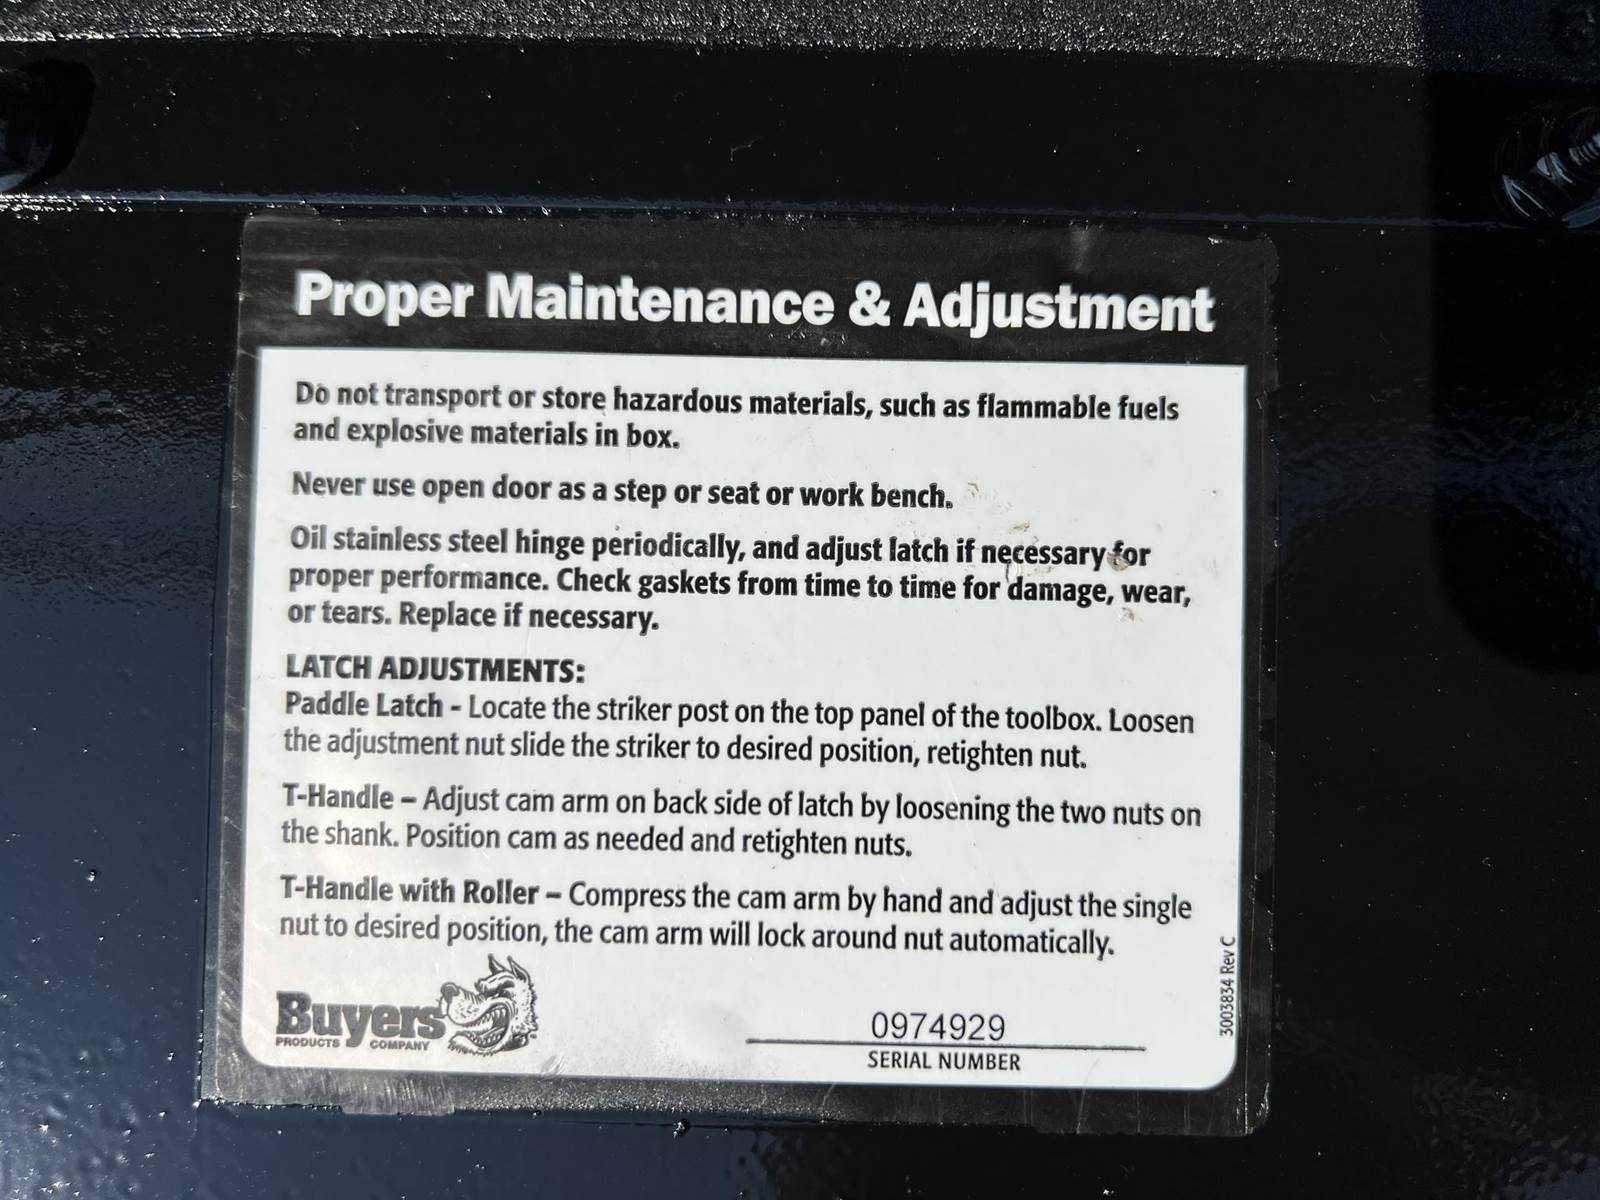 Proper Maintenance & Adjustment
Do not transport or store hazardous materials, such as flammable fuels
and explosive materials in box.
Never use open door as a step or seat or work bench.
Oil stainless steel hinge periodically, and adjust latch if necessary for
proper performance. Check gaskets from time to time for damage, wear,
or tears. Replace if necessary.
LATCH ADJUSTMENTS:
Paddle Latch - Locate the striker post on the top panel of the toolbox. Loosen
the adjustment nut slide the striker to desired position, retighten nut.
T-Handle – Adjust cam arm on back side of latch by loosening the two nuts on
the shank. Position cam as needed and retighten nuts.
T-Handle with Roller – Compress the cam arm by hand and adjust the single
nut to desired position, the cam arm will lock around nut automatically.
Buyers
PRODUCTS COMPANY
0974929
SERIAL NUMBER
3003834 Rev C